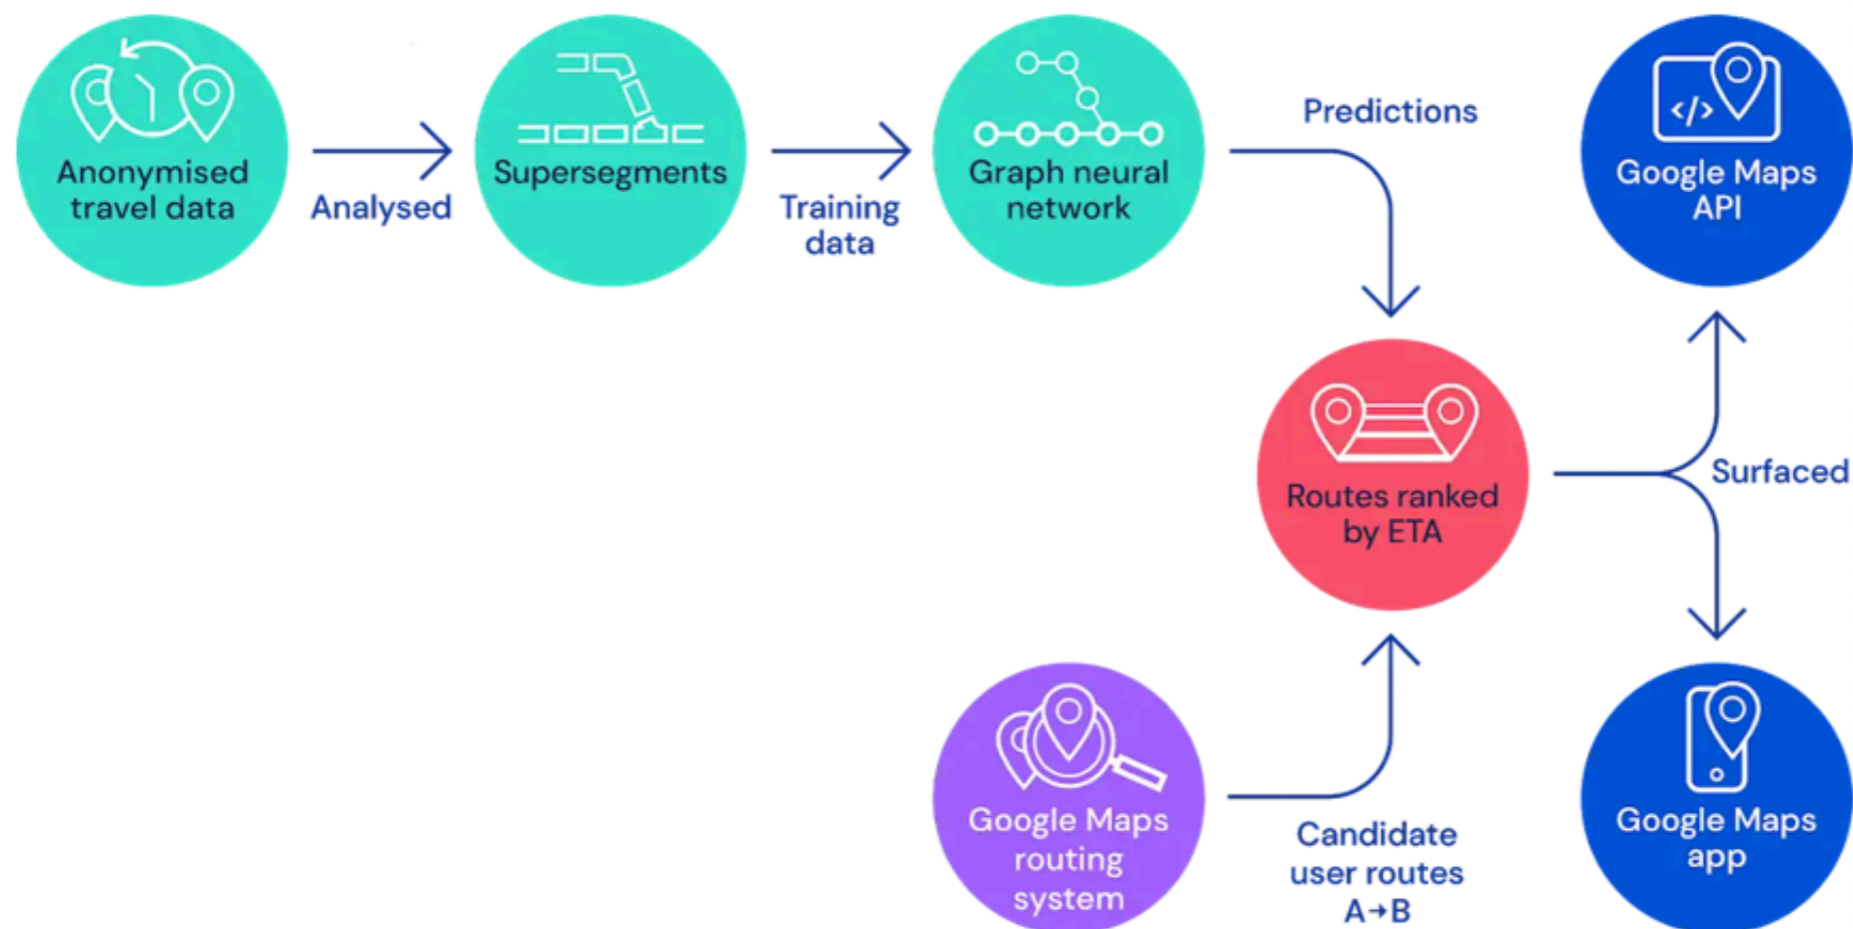 Anonymised
travel data
Analysed
Supersegments
Training
data
Graph neural
network
Predictions
</>
Google Maps
API
Routes ranked
by ETA
Surfaced
Google Maps
routing
system
Candidate
user routes
A→B
Google Maps
app